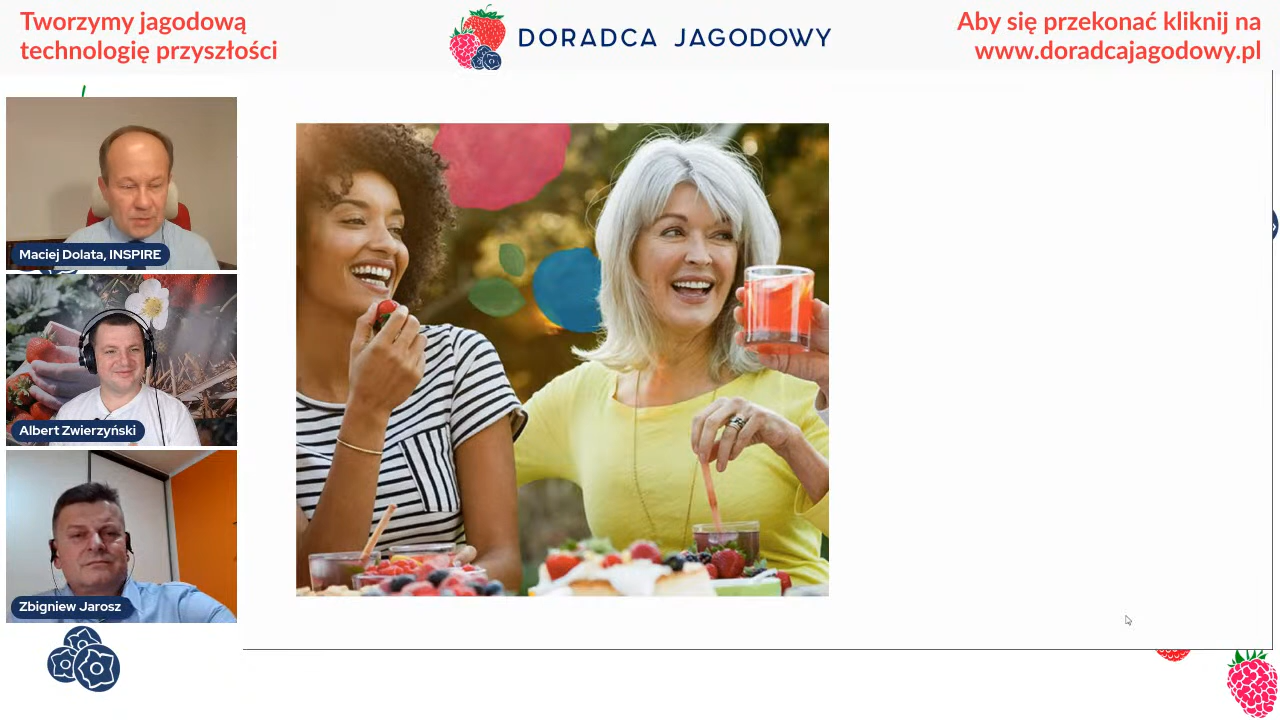 Tworzymy jagodową
technologię przyszłości
DORADCA JAGODOWY
Aby się przekonać kliknij na
www.doradcajagodowy.pl
Maciej Dolata, INSPIRE
Albert Zwierzyński
Zbigniew Jarosz